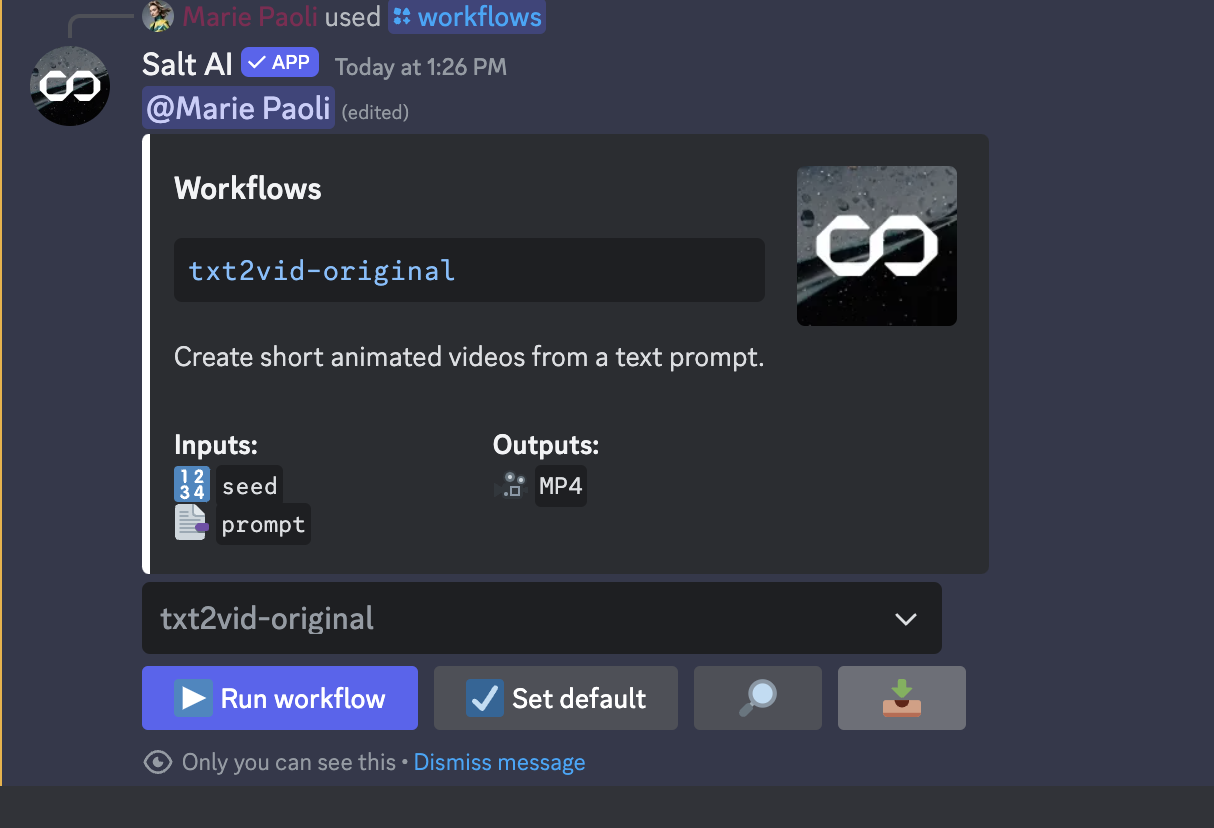 Marie Paoli used workflows
Salt AI APP Today at 1:26 PM
@Marie Paoli (edited)
Workflows
txt2vid-original
Create short animated videos from a text prompt.
Inputs: Outputs:
1234 seed MP4
prompt
txt2vid-original
Run workflow Set default
Only you can see this • Dismiss message